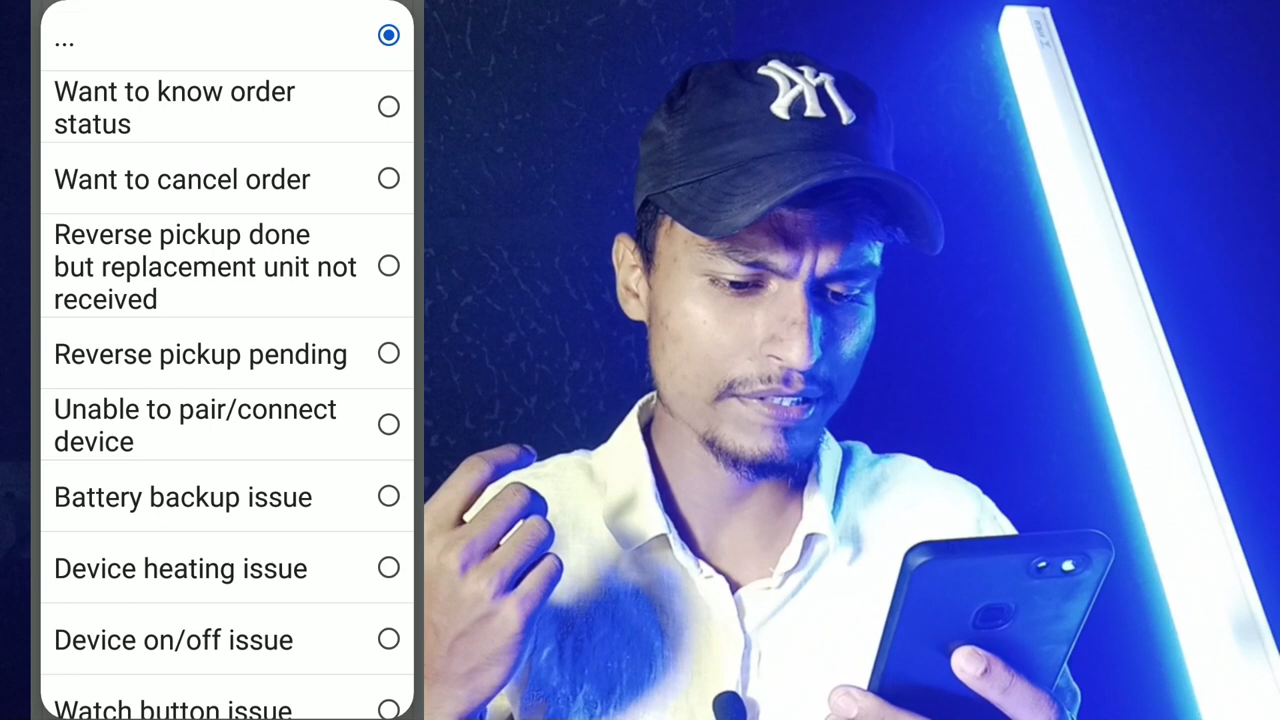 ...
Want to know order
status
Want to cancel order
Reverse pickup done
but replacement unit not
received
Reverse pickup pending
Unable to pair/connect
device
Battery backup issue
Device heating issue
Device on/off issue
Watch button issue
NY